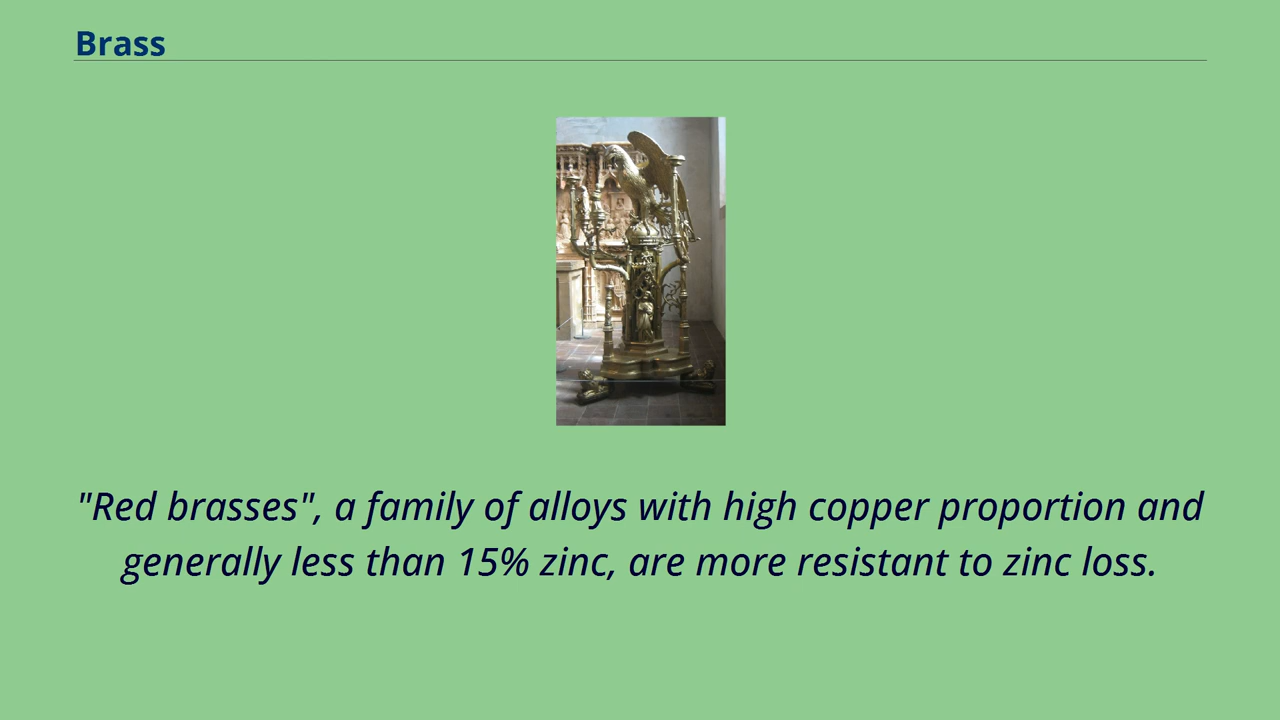 Brass
"Red brasses", a family of alloys with high copper proportion and
generally less than 15% zinc, are more resistant to zinc loss.